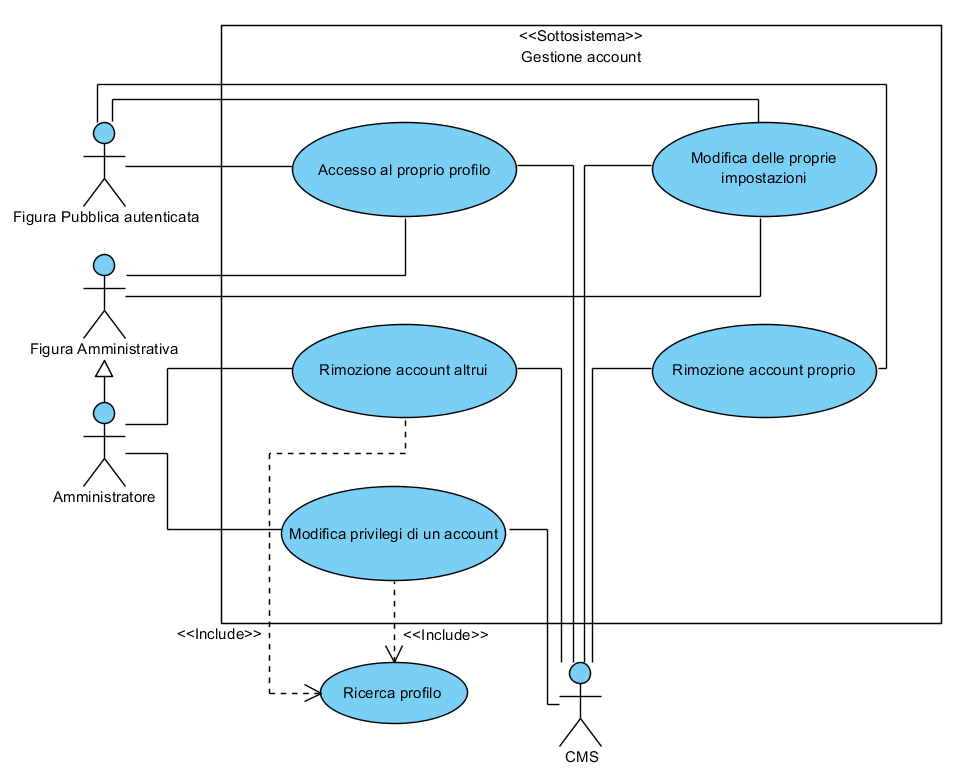 <<Sottosistema>>
Gestione account
Accesso al proprio profilo
Modifica delle proprie
impostazioni
Figura Pubblica autenticata
Figura Amministrativa
Rimozione account altrui
Rimozione account proprio
Amministratore
Modifica privilegi di un account
<<Include>>
<<Include>>
Ricerca profilo
CMS